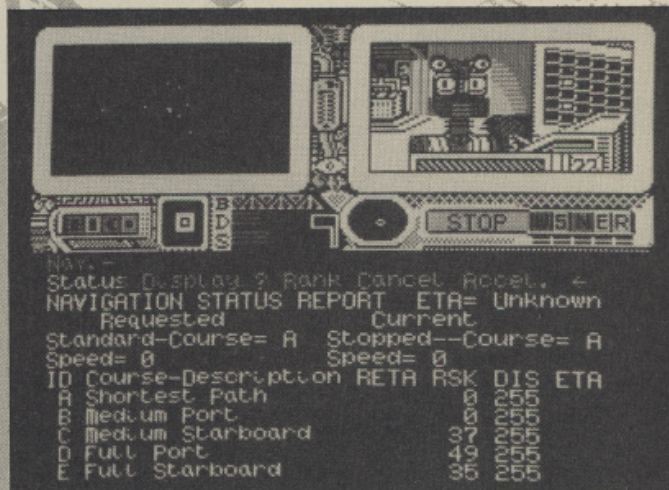 22
B
D
S
STOP W S N E R
Nav.-
Status Display ? Rank Cancel Accel. ←
NAVIGATION STATUS REPORT ETA= Unknown
Requested Current
Standard-Course= A Stopped--Course= A
Speed= 0 Speed= 0
ID Course-Description RETA RSK DIS ETA
A Shortest Path 0 255
B Medium Port 0 255
C Medium Starboard 37 255
D Full Port 49 255
E Full Starboard 35 255